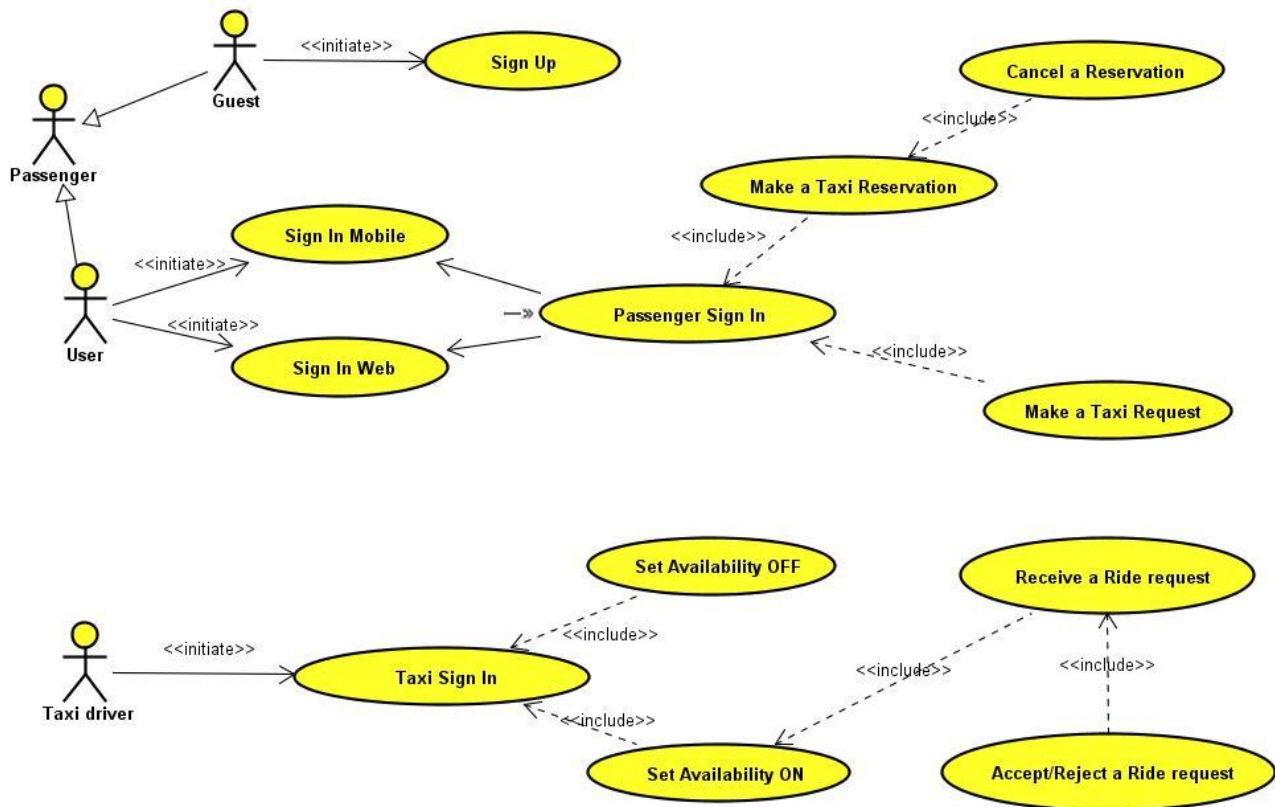 <<initiate>>
Sign Up
Guest
Cancel a Reservation
<<include>>
Passenger
Make a Taxi Reservation
Sign In Mobile
<<include>>
<<initiate>>
Passenger Sign In
<<initiate>>
User
Sign In Web
<<include>>
Make a Taxi Request
Set Availability OFF
Receive a Ride request
<<include>>
<<initiate>>
Taxi Sign In
<<include>>
<<include>>
Taxi driver
<<include>>
Set Availability ON
Accept/Reject a Ride request